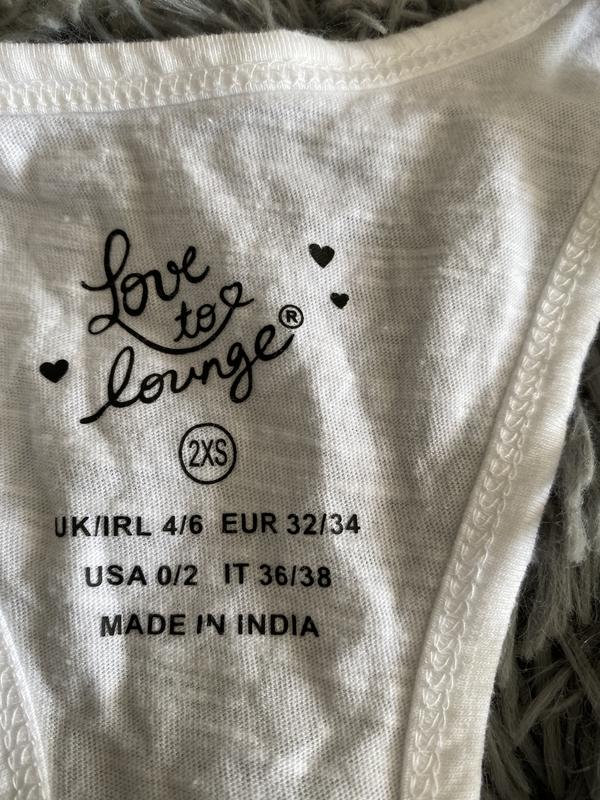 Love
to
lounge®
2XS
UK/IRL 4/6 EUR 32/34
USA 0/2 IT 36/38
MADE IN INDIA